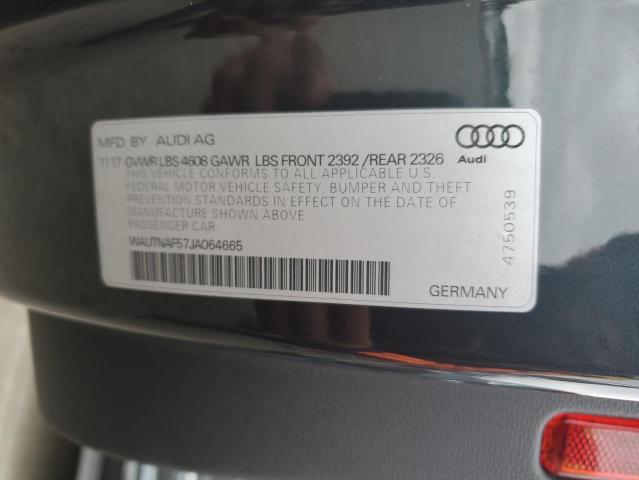 MFD BY AUDI AG
11.17 GVWR LBS 4608 GAWR LBS FRONT 2392 /REAR 2326
THIS VEHICLE CONFORMS TO ALL APPLICABLE U.S.
FEDERAL MOTOR VEHICLE SAFETY, BUMPER AND THEFT
PREVENTION STANDARDS IN EFFECT ON THE DATE OF
MANUFACTURE SHOWN ABOVE
PASSENGER CAR
WAUTNAF57JA064665
Audi
4750539
GERMANY